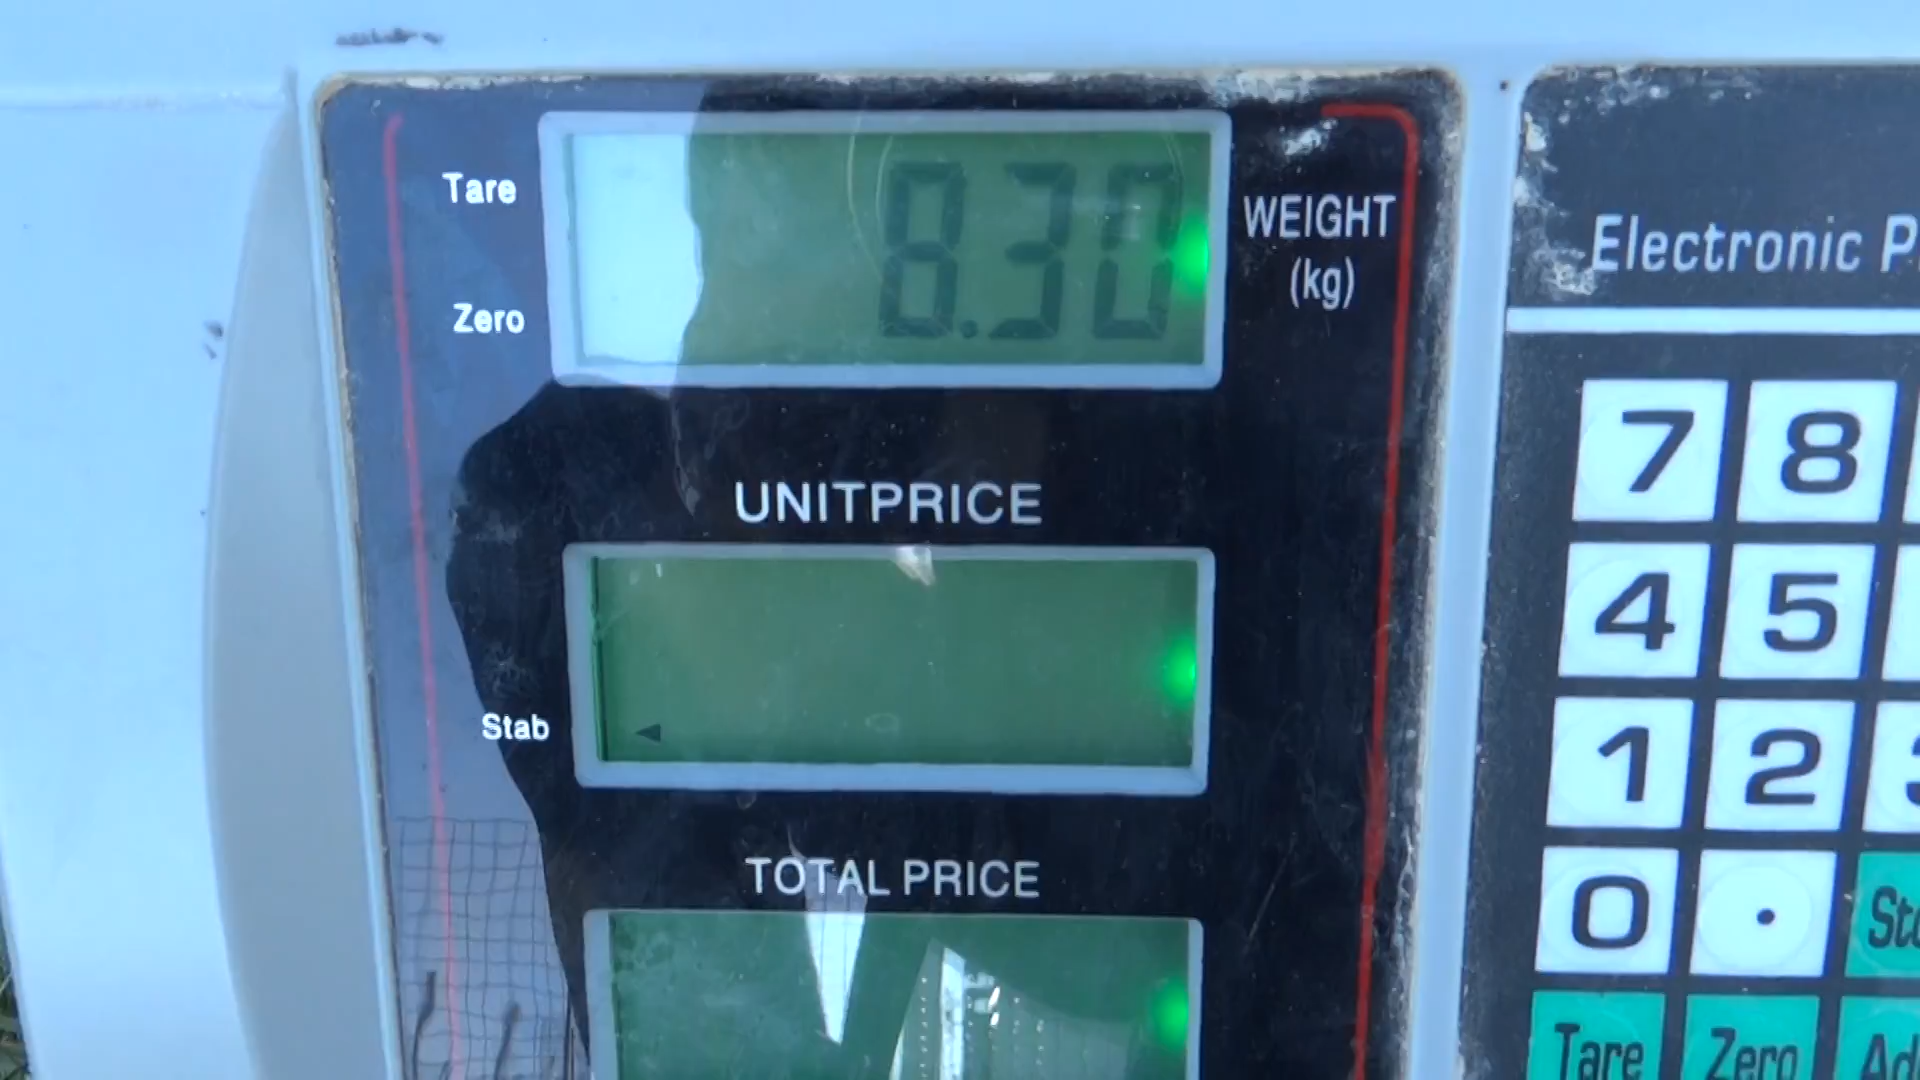 Tare
8.30
WEIGHT
(kg)
Zero
UNITPRICE
Stab
TOTAL PRICE
Electronic P
7 8
4 5
1 2
0 .
Tare Zero